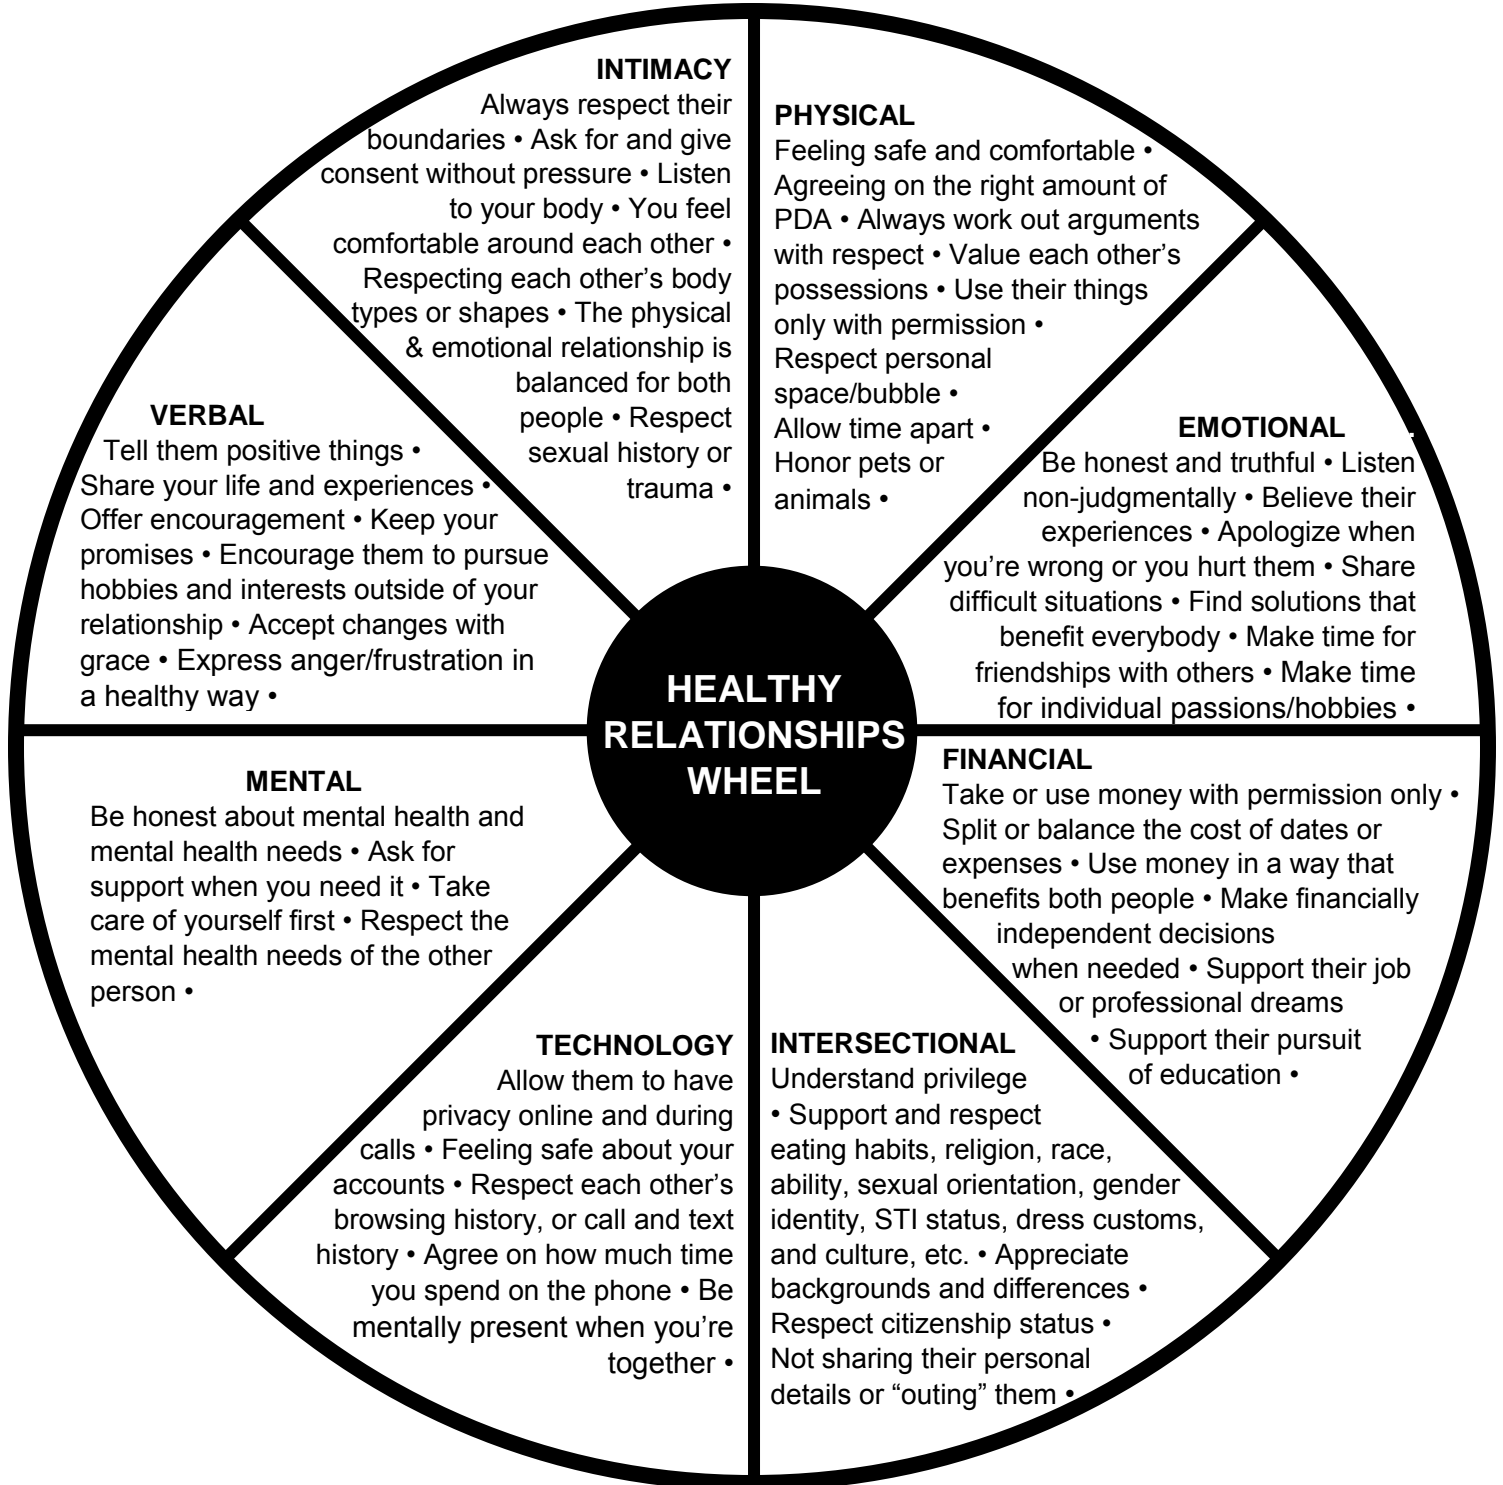 INTIMACY
Always respect their
boundaries • Ask for and give
consent without pressure • Listen
to your body • You feel
comfortable around each other •
Respecting each other’s body
types or shapes • The physical
& emotional relationship is
balanced for both
people • Respect
sexual history or
trauma •
PHYSICAL
Feeling safe and comfortable •
Agreeing on the right amount of
PDA • Always work out arguments
with respect • Value each other’s
possessions • Use their things
only with permission •
Respect personal
space/bubble •
Allow time apart •
Honor pets or
animals •
EMOTIONAL
Be honest and truthful • Listen
non-judgmentally • Believe their
experiences • Apologize when
you’re wrong or you hurt them • Share
difficult situations • Find solutions that
benefit everybody • Make time for
friendships with others • Make time
for individual passions/hobbies •
FINANCIAL
Take or use money with permission only •
Split or balance the cost of dates or
expenses • Use money in a way that
benefits both people • Make financially
independent decisions
when needed • Support their job
or professional dreams
• Support their pursuit
of education •
INTERSECTIONAL
Understand privilege
• Support and respect
eating habits, religion, race,
ability, sexual orientation, gender
identity, STI status, dress customs,
and culture, etc. • Appreciate
backgrounds and differences •
Respect citizenship status •
Not sharing their personal
details or “outing” them •
TECHNOLOGY
Allow them to have
privacy online and during
calls • Feeling safe about your
accounts • Respect each other’s
browsing history, or call and text
history • Agree on how much time
you spend on the phone • Be
mentally present when you’re
together •
MENTAL
Be honest about mental health and
mental health needs • Ask for
support when you need it • Take
care of yourself first • Respect the
mental health needs of the other
person •
VERBAL
Tell them positive things •
Share your life and experiences •
Offer encouragement • Keep your
promises • Encourage them to pursue
hobbies and interests outside of your
relationship • Accept changes with
grace • Express anger/frustration in
a healthy way •
HEALTHY
RELATIONSHIPS
WHEEL